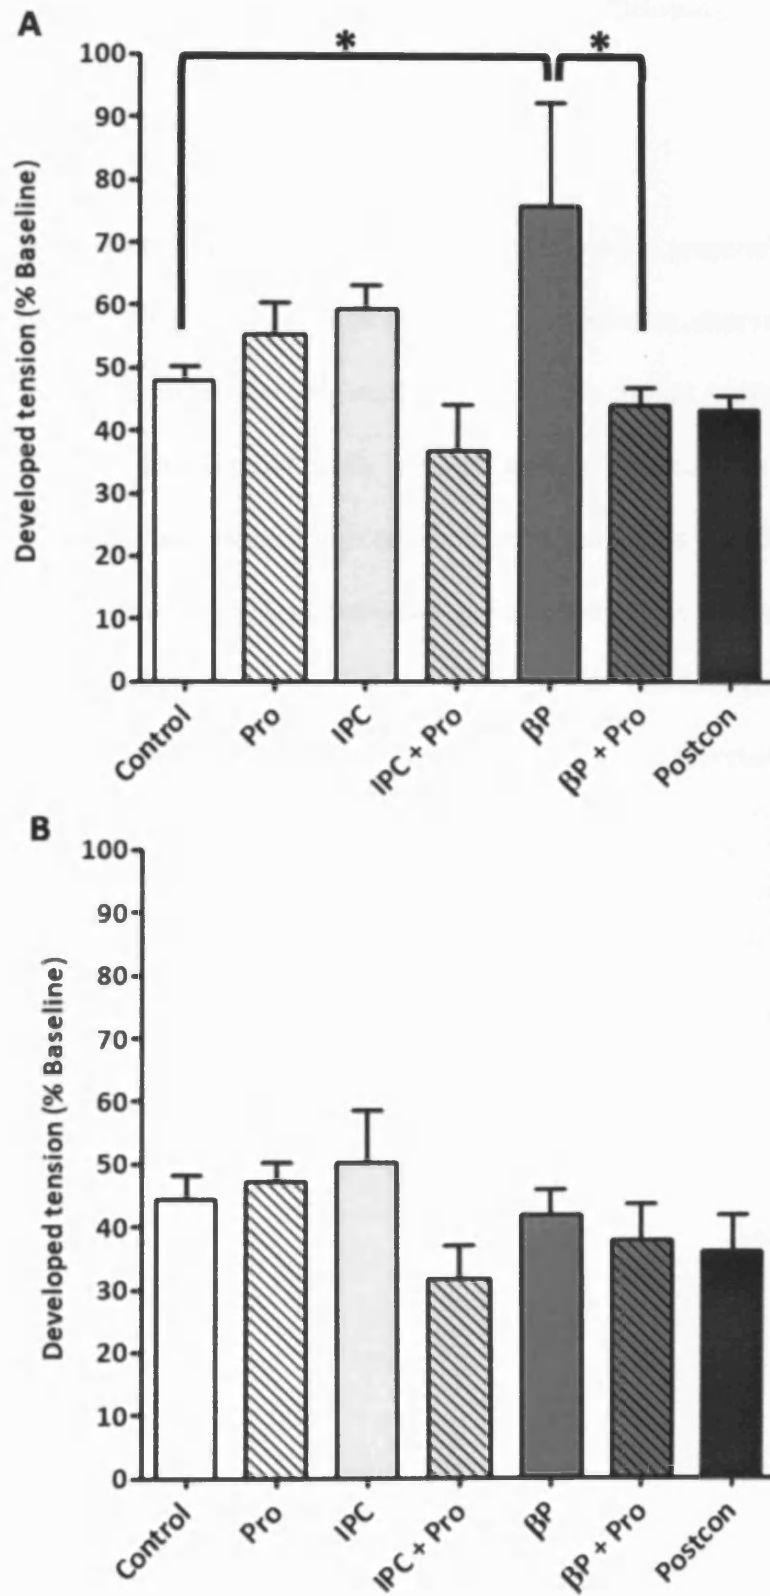 A
* *
Developed tension (% Baseline)
100
90
80
70
60
50
40
30
20
10
0
Control
Pro
IPC
IPC + Pro
βP
βP + Pro
Postcon
B
Developed tension (% Baseline)
100
90
80
70
60
50
40
30
20
10
0
Control
Pro
IPC
IPC + Pro
βP
βP + Pro
Postcon